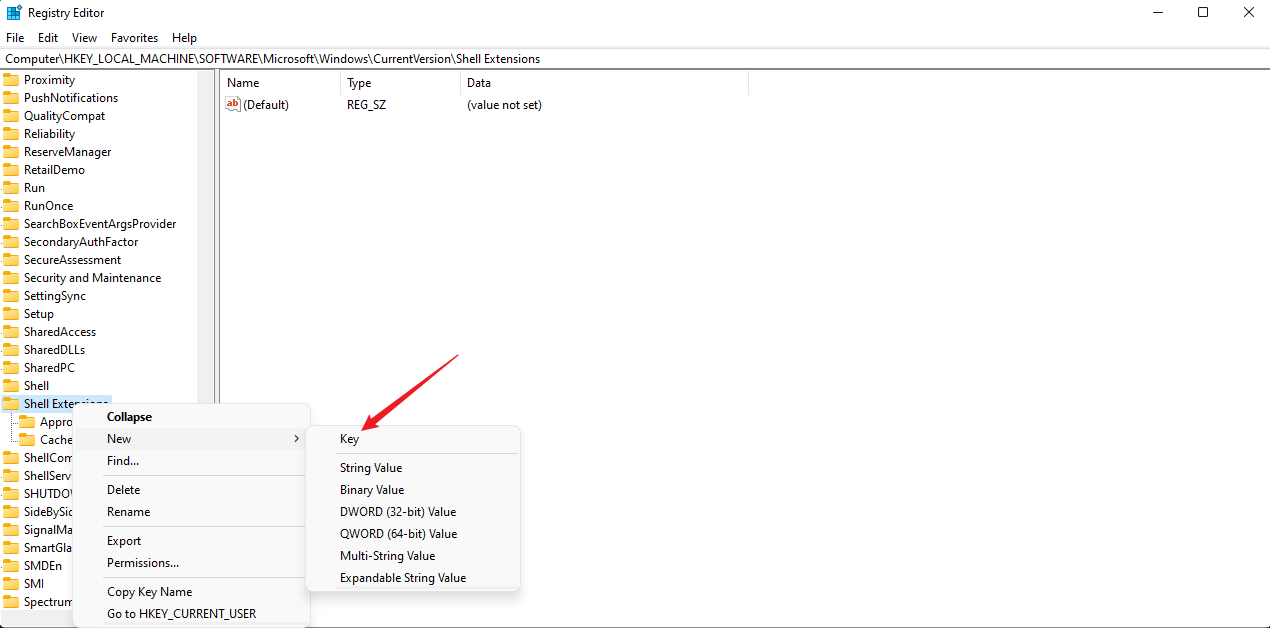 Registry Editor
File Edit View Favorites Help
Computer\HKEY_LOCAL_MACHINE\SOFTWARE\Microsoft\Windows\CurrentVersion\Shell Extensions
Proximity
PushNotifications
QualityCompat
Reliability
ReserveManager
RetailDemo
Run
RunOnce
SearchBoxEventArgsProvider
SecondaryAuthFactor
SecureAssessment
Security and Maintenance
SettingSync
Setup
SharedAccess
SharedDLLs
SharedPC
Shell
Shell Extensions
Appro
Cache
ShellCom
ShellServ
SHUTDOW
SideBySid
SignalMa
SmartGla
SMDEn
SMI
Spectrum
Name Type Data
ab (Default) REG_SZ (value not set)
Collapse
New
Find...
Delete
Rename
Export
Permissions...
Copy Key Name
Go to HKEY_CURRENT_USER
Key
String Value
Binary Value
DWORD (32-bit) Value
QWORD (64-bit) Value
Multi-String Value
Expandable String Value